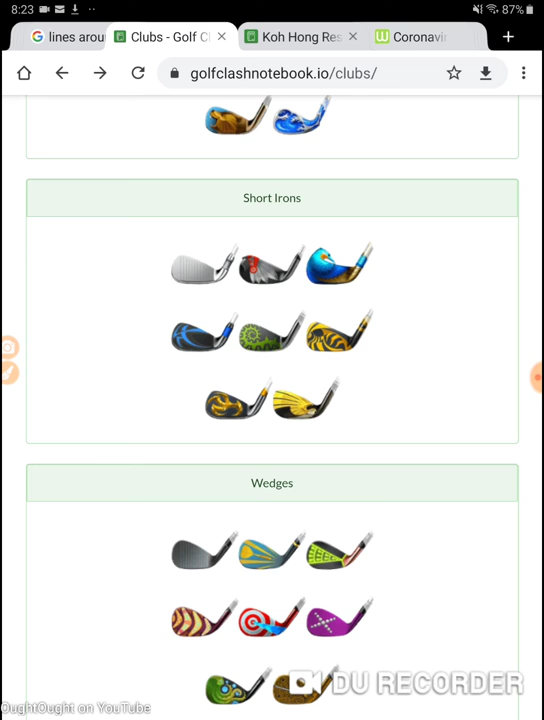 8:23
87%
lines arou
Clubs - Golf Cl
Koh Hong Res
Coronavir
golfclashnotebook.io/clubs/
Short Irons
Wedges
DU RECORDER
OughtOught on YouTube